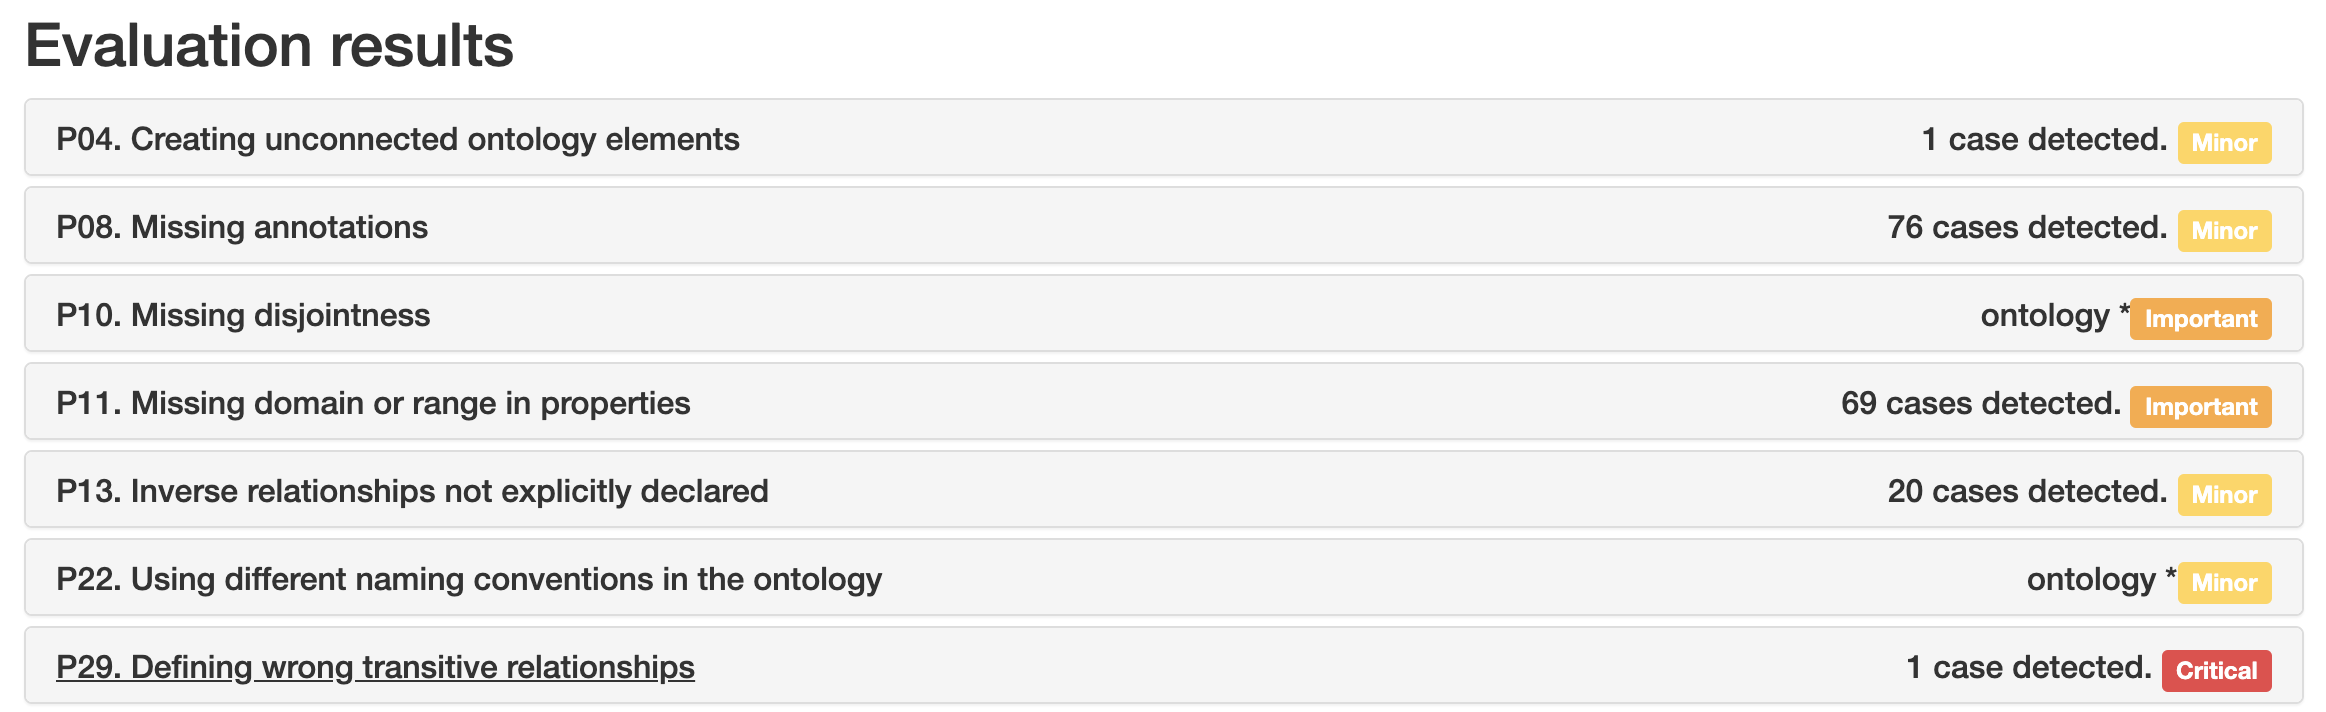 Evaluation results
P04. Creating unconnected ontology elements 1 case detected. Minor
P08. Missing annotations 76 cases detected. Minor
P10. Missing disjointness ontology * Important
P11. Missing domain or range in properties 69 cases detected. Important
P13. Inverse relationships not explicitly declared 20 cases detected. Minor
P22. Using different naming conventions in the ontology ontology * Minor
P29. Defining wrong transitive relationships 1 case detected. Critical